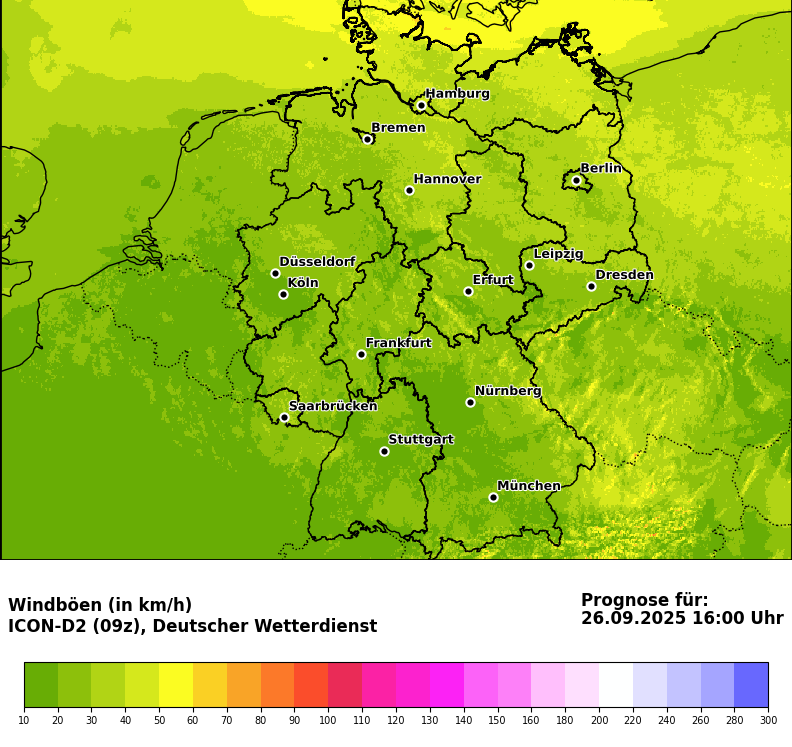 Hamburg
Bremen
Berlin
Hannover
Leipzig
Düsseldorf
Dresden
Erfurt
Köln
Frankfurt
Nürnberg
Saarbrücken
Stuttgart
München
Windböen (in km/h)
ICON-D2 (09z), Deutscher Wetterdienst
Prognose für:
26.09.2025 16:00 Uhr
10 20 30 40 50 60 70 80 90 100 110 120 130 140 150 160 180 200 220 240 260 280 300